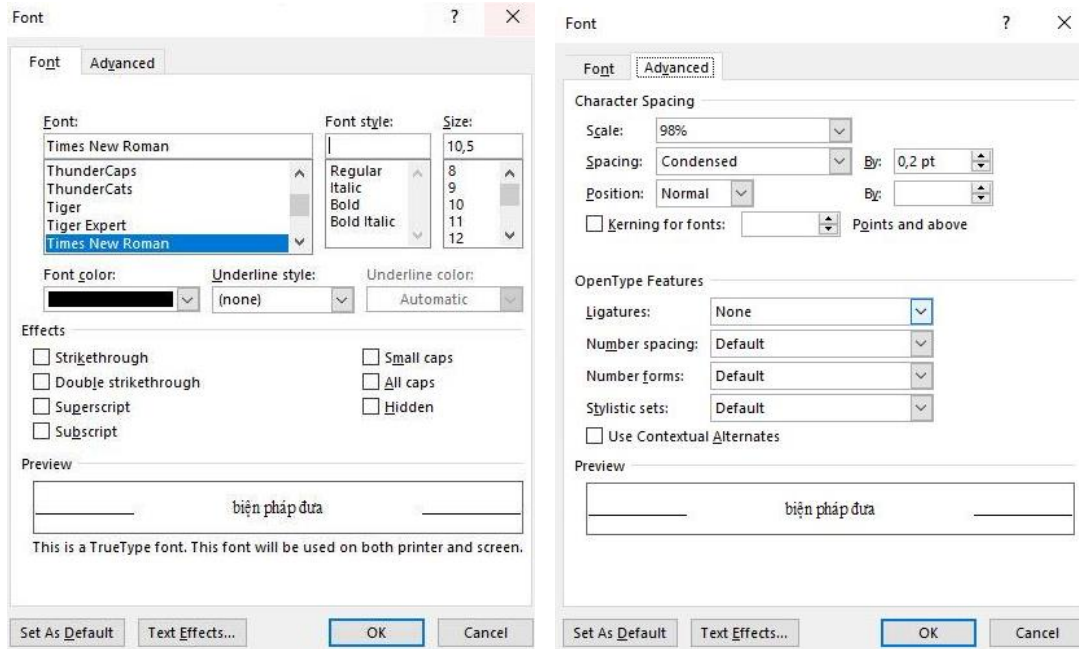 Font ? ×
Font Advanced
Font: Font style: Size:
Times New Roman 10,5
ThunderCaps Regular 8
ThunderCats Italic 9
Tiger Bold 10
Tiger Expert Bold Italic 11
Times New Roman 12
Font color: Underline style: Underline color:
(none) Automatic
Effects
Strikethrough Small caps
Double strikethrough All caps
Superscript Hidden
Subscript
Preview
biện pháp đưa
This is a TrueType font. This font will be used on both printer and screen.
Set As Default Text Effects... OK Cancel
Font ? ×
Font Advanced
Character Spacing
Scale: 98%
Spacing: Condensed By: 0,2 pt
Position: Normal By:
Kerning for fonts: Points and above
OpenType Features
Ligatures: None
Number spacing: Default
Number forms: Default
Stylistic sets: Default
Use Contextual Alternates
Preview
biện pháp đưa
Set As Default Text Effects... OK Cancel